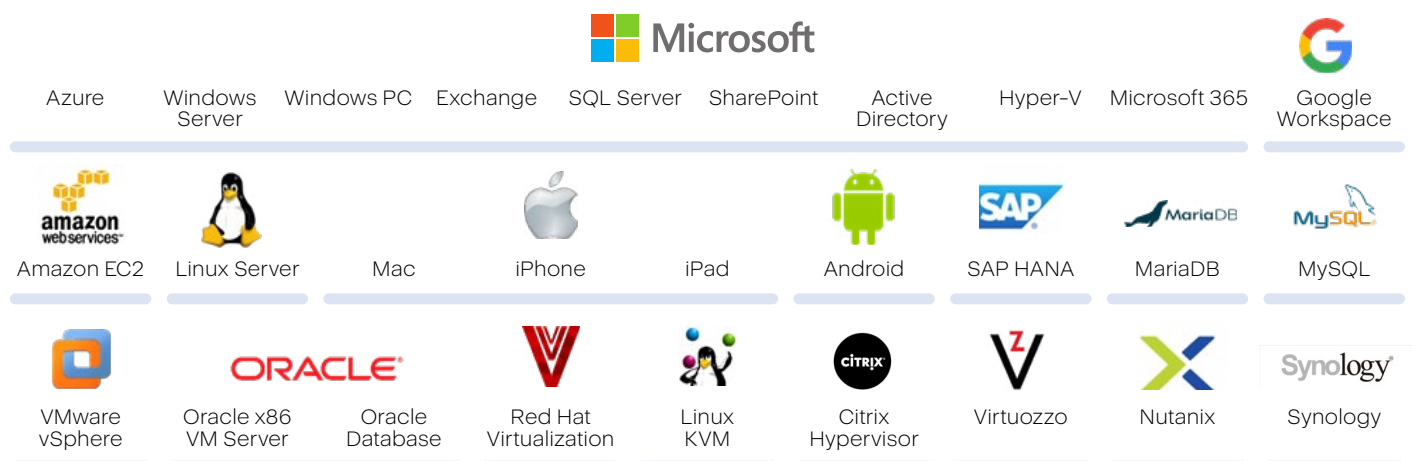 Microsoft
Azure
Windows
Server
Windows PC
Exchange
SQL Server
SharePoint
Active
Directory
Hyper-V
Microsoft 365
Google
Workspace
amazon
webservices™
Amazon EC2
Linux Server
Mac
iPhone
iPad
Android
SAP
SAP HANA
MariaDB
MariaDB
MySQL
MySQL
VMware
vSphere
ORACLE
Oracle x86
VM Server
Oracle
Database
Red Hat
Virtualization
Linux
KVM
CITRIX
Citrix
Hypervisor
Virtuozzo
Nutanix
Synology
Synology